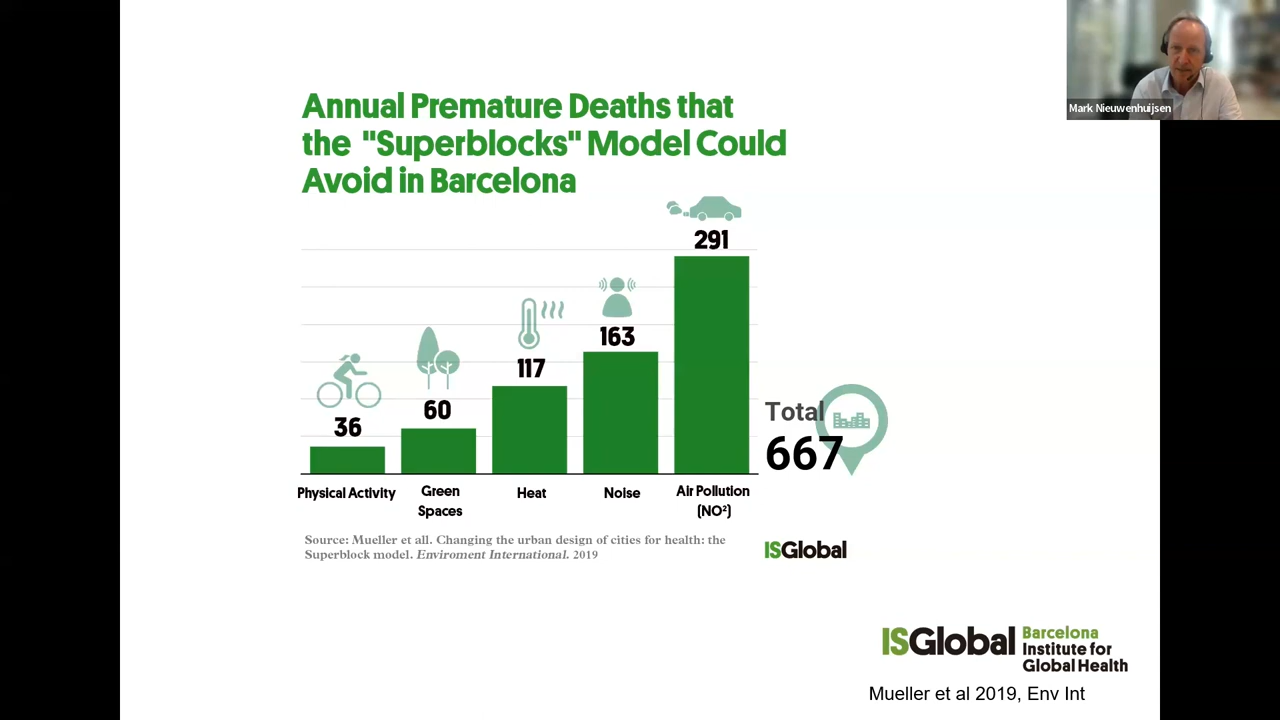 Mark Nieuwenhuijsen
Annual Premature Deaths that
the "Superblocks" Model Could
Avoid in Barcelona
36
60
117
163
291
Total
667
Physical Activity
Green
Spaces
Heat
Noise
Air Pollution
(NO²)
Source: Mueller et all. Changing the urban design of cities for health: the
Superblock model. Enviroment International. 2019
ISGlobal
ISGlobal
Barcelona
Institute for
Global Health
Mueller et al 2019, Env Int